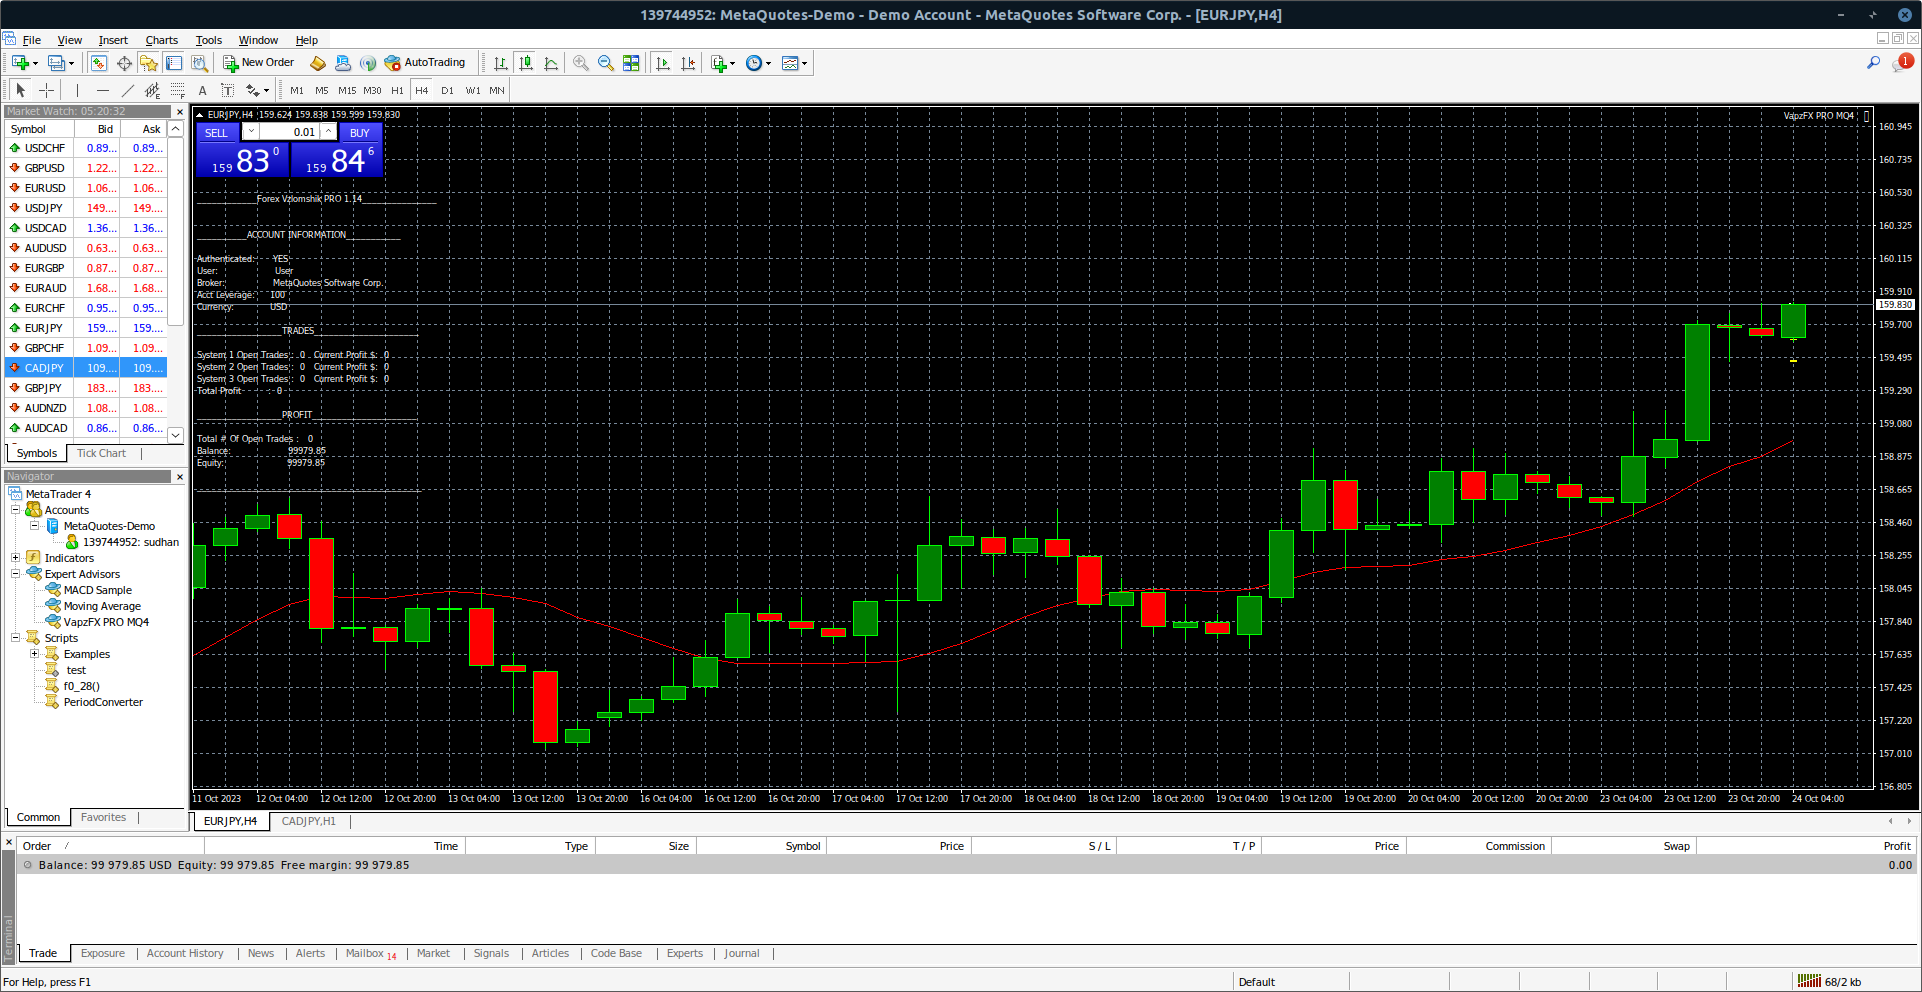 139744952: MetaQuotes-Demo - Demo Account - MetaQuotes Software Corp. - [EURJPY,H4]
File View Insert Charts Tools Window Help
New Order AutoTrading 1
A T M1 M5 M15 M30 H1 H4 D1 W1 MN
Market Watch: 05:20:32
Symbol Bid Ask
USDCHF 0.89... 0.89...
GBPUSD 1.22... 1.22...
EURUSD 1.06... 1.06...
USDJPY 149.... 149....
USDCAD 1.36... 1.36...
AUDUSD 0.63... 0.63...
EURGBP 0.87... 0.87...
EURAUD 1.68... 1.68...
EURCHF 0.95... 0.95...
EURJPY 159.... 159....
GBPCHF 1.09... 1.09...
CADJPY 109.... 109....
GBPJPY 183.... 183....
AUDNZD 1.08... 1.08...
AUDCAD 0.86... 0.86...
Symbols Tick Chart
Navigator
MetaTrader 4
Accounts
MetaQuotes-Demo
139744952: sudhan
Indicators
Expert Advisors
MACD Sample
Moving Average
VapzFX PRO MQ4
Scripts
Examples
test
f0_28()
PeriodConverter
Common Favorites
EURJPY,H4 159.624 159.838 159.599 159.830
VapzFX PRO MQ4
SELL 0.01 BUY
159 83 0 159 84 6
____________Forex Vzlomshik PRO 1.14_______________
__________ACCOUNT INFORMATION___________
Authenticated: YES
User: User
Broker: MetaQuotes Software Corp.
Acct Leverage: 100
Currency: USD
_________________TRADES_____________________
System 1 Open Trades : 0 Current Profit $: 0
System 2 Open Trades : 0 Current Profit $: 0
System 3 Open Trades : 0 Current Profit $: 0
Total Profit : 0
_________________PROFIT_____________________
Total # Of Open Trades : 0
Balance: 99979.85
Equity: 99979.85
160.945
160.735
160.530
160.325
160.115
159.910
159.830
159.700
159.495
159.290
159.080
158.875
158.665
158.460
158.255
158.045
157.840
157.635
157.425
157.220
157.010
156.805
11 Oct 2023 12 Oct 04:00 12 Oct 12:00 12 Oct 20:00 13 Oct 04:00 13 Oct 12:00 13 Oct 20:00 16 Oct 04:00 16 Oct 12:00 16 Oct 20:00 17 Oct 04:00 17 Oct 12:00 17 Oct 20:00 18 Oct 04:00 18 Oct 12:00 18 Oct 20:00 19 Oct 04:00 19 Oct 12:00 19 Oct 20:00 20 Oct 04:00 20 Oct 12:00 20 Oct 20:00 23 Oct 04:00 23 Oct 12:00 23 Oct 20:00 24 Oct 04:00
EURJPY,H4 CADJPY,H1
Order / Time Type Size Symbol Price S / L T / P Price Commission Swap Profit
Balance: 99 979.85 USD Equity: 99 979.85 Free margin: 99 979.85 0.00
Terminal
Trade Exposure Account History News Alerts Mailbox 14 Market Signals Articles Code Base Experts Journal
For Help, press F1 Default 68/2 kb